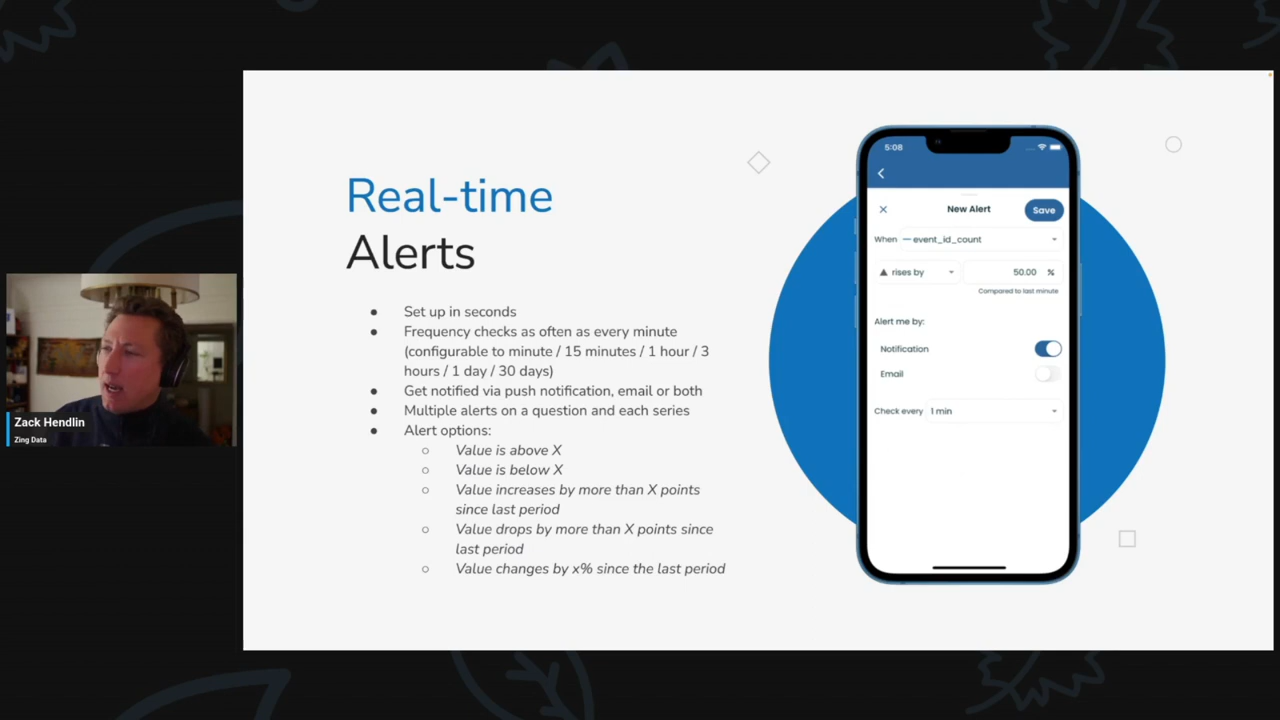 Real-time
Alerts
● Set up in seconds
● Frequency checks as often as every minute
(configurable to minute / 15 minutes / 1 hour / 3
hours / 1 day / 30 days)
● Get notified via push notification, email or both
● Multiple alerts on a question and each series
● Alert options:
○ Value is above X
○ Value is below X
○ Value increases by more than X points
since last period
○ Value drops by more than X points since
last period
○ Value changes by x% since the last period
5:08
New Alert
Save
When event_id_count
rises by 50.00 %
Compared to last minute
Alert me by:
Notification
Email
Check every 1 min
Zack Hendlin
Zing Data